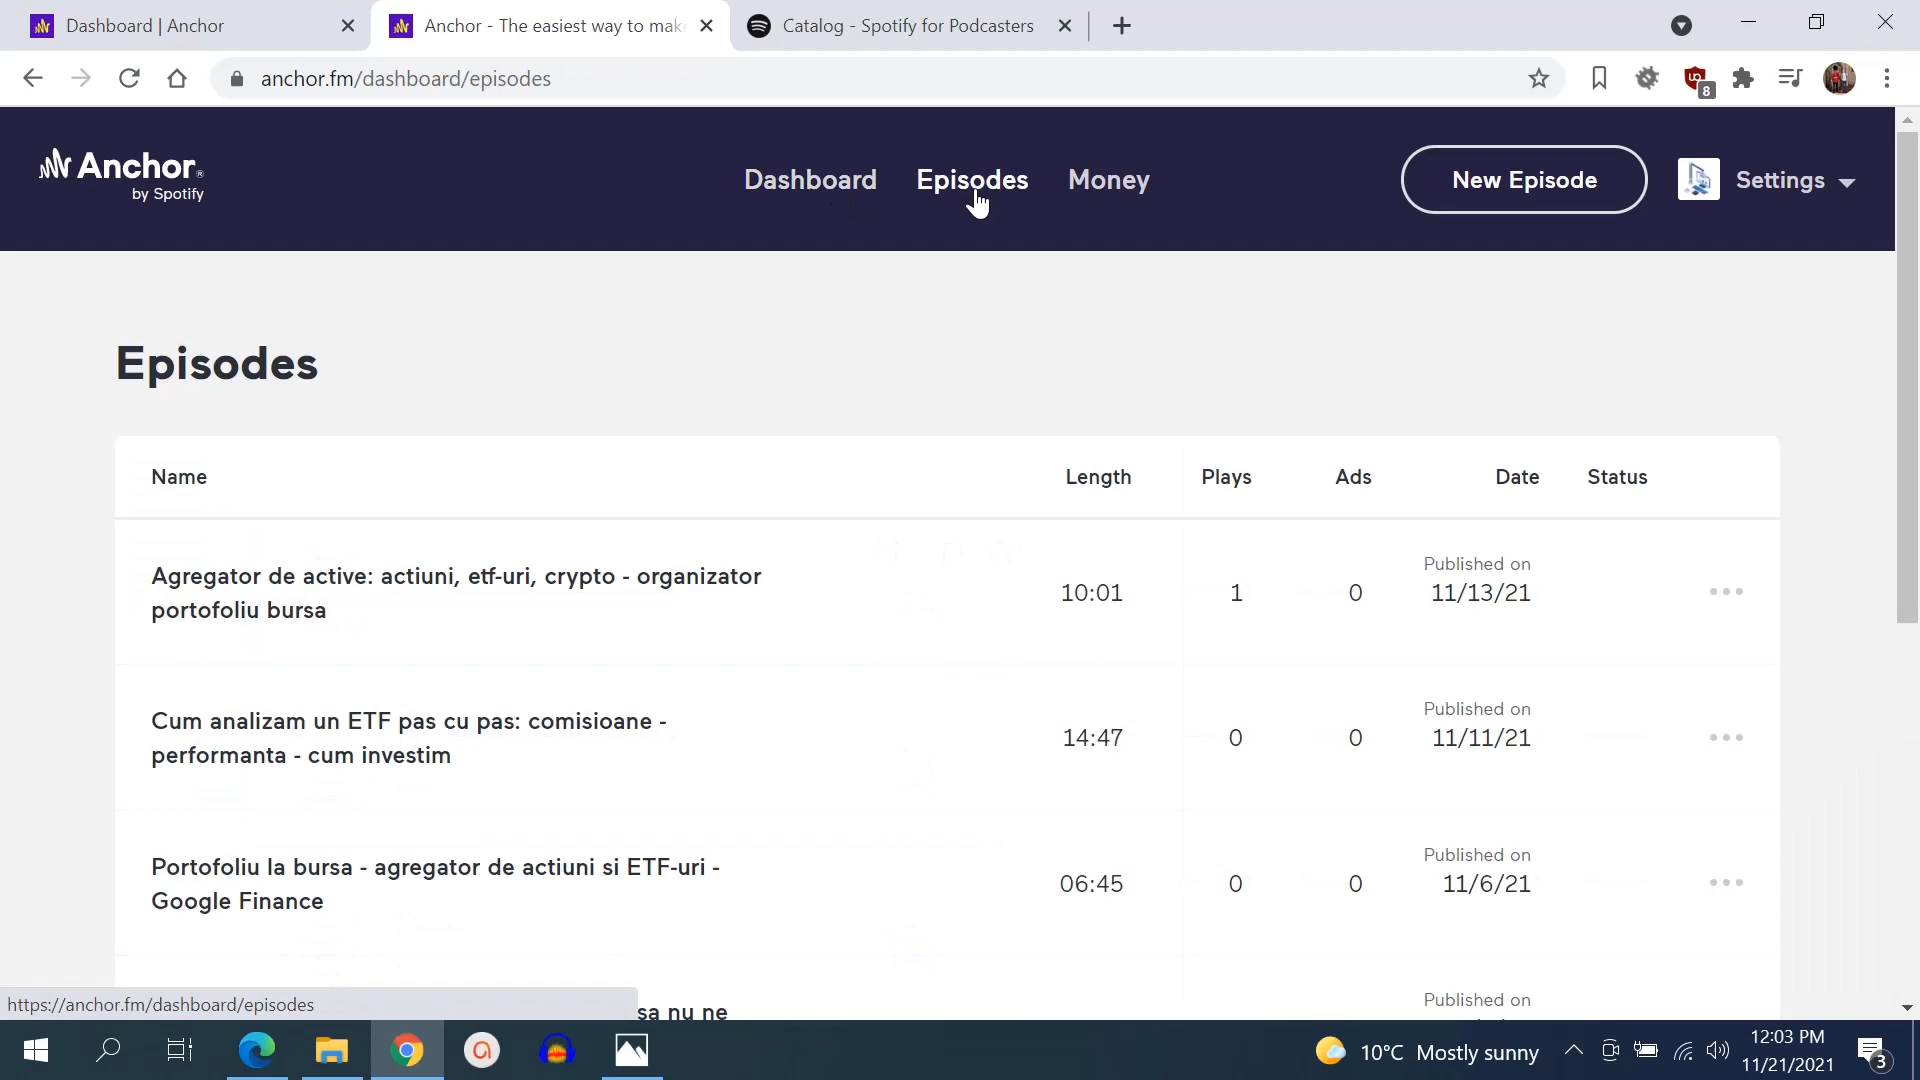 Dashboard | Anchor
Anchor - The easiest way to mak
Catalog - Spotify for Podcasters
anchor.fm/dashboard/episodes
8
Anchor®
by Spotify
Dashboard
Episodes
Money
New Episode
Settings
Episodes
Name
Length
Plays
Ads
Date
Status
Agregator de active: actiuni, etf-uri, crypto - organizator
portofoliu bursa
10:01
1
0
Published on
11/13/21
Cum analizam un ETF pas cu pas: comisioane -
performanta - cum investim
14:47
0
0
Published on
11/11/21
Portofoliu la bursa - agregator de actiuni si ETF-uri -
Google Finance
06:45
0
0
Published on
11/6/21
sa nu ne
Published on
https://anchor.fm/dashboard/episodes
10°C Mostly sunny
12:03 PM
11/21/2021
3